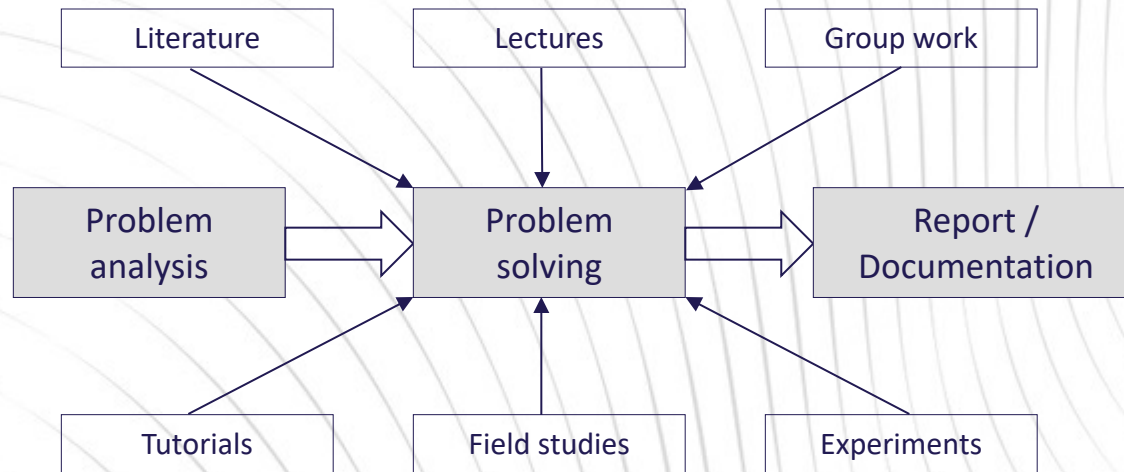 Literature
Lectures
Group work
Problem
analysis
Problem
solving
Report /
Documentation
Tutorials
Field studies
Experiments